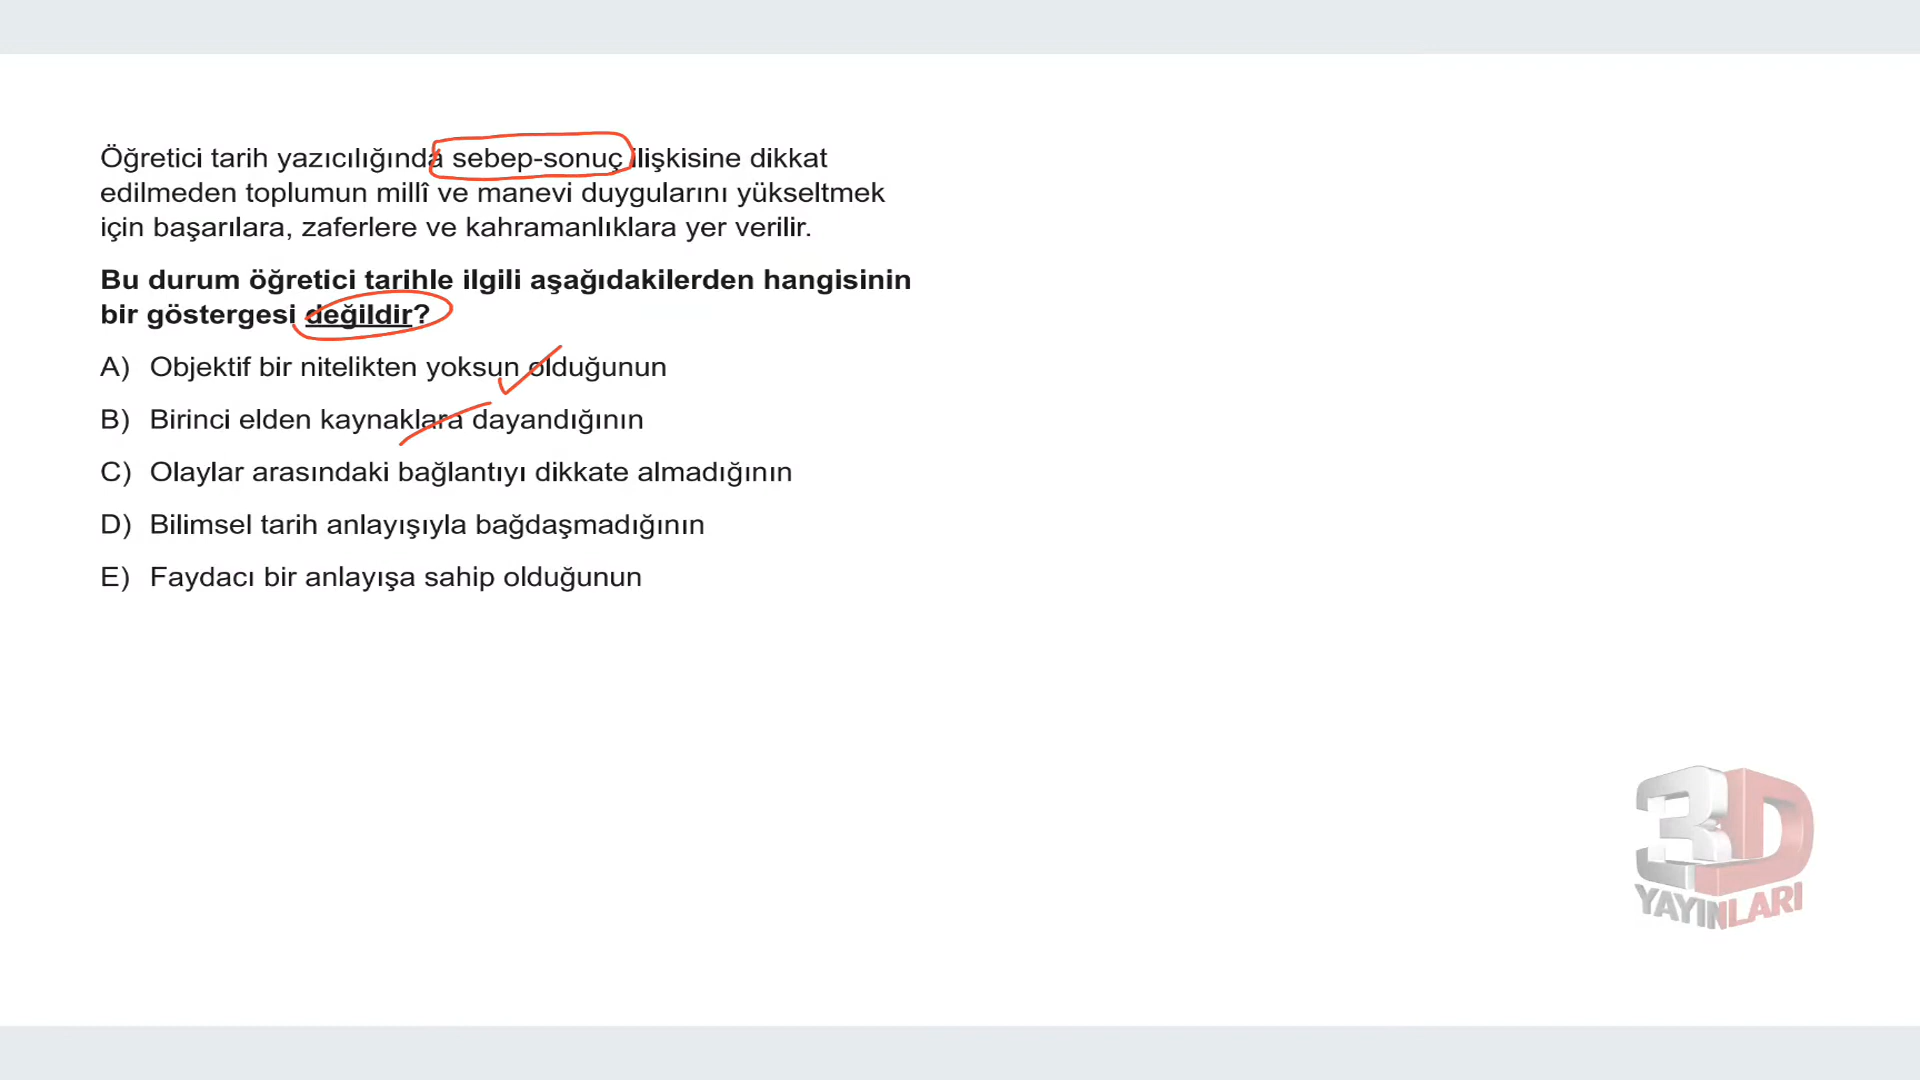 Öğretici tarih yazıcılığında sebep-sonuç ilişkisine dikkat
edilmeden toplumun millî ve manevi duygularını yükseltmek
için başarılara, zaferlere ve kahramanlıklara yer verilir.
Bu durum öğretici tarihle ilgili aşağıdakilerden hangisinin
bir göstergesi değildir?
A) Objektif bir nitelikten yoksun olduğunun
B) Birinci elden kaynaklara dayandığının
C) Olaylar arasındaki bağlantıyı dikkate almadığının
D) Bilimsel tarih anlayışıyla bağdaşmadığının
E) Faydacı bir anlayışa sahip olduğunun
3D
YAYINLARI